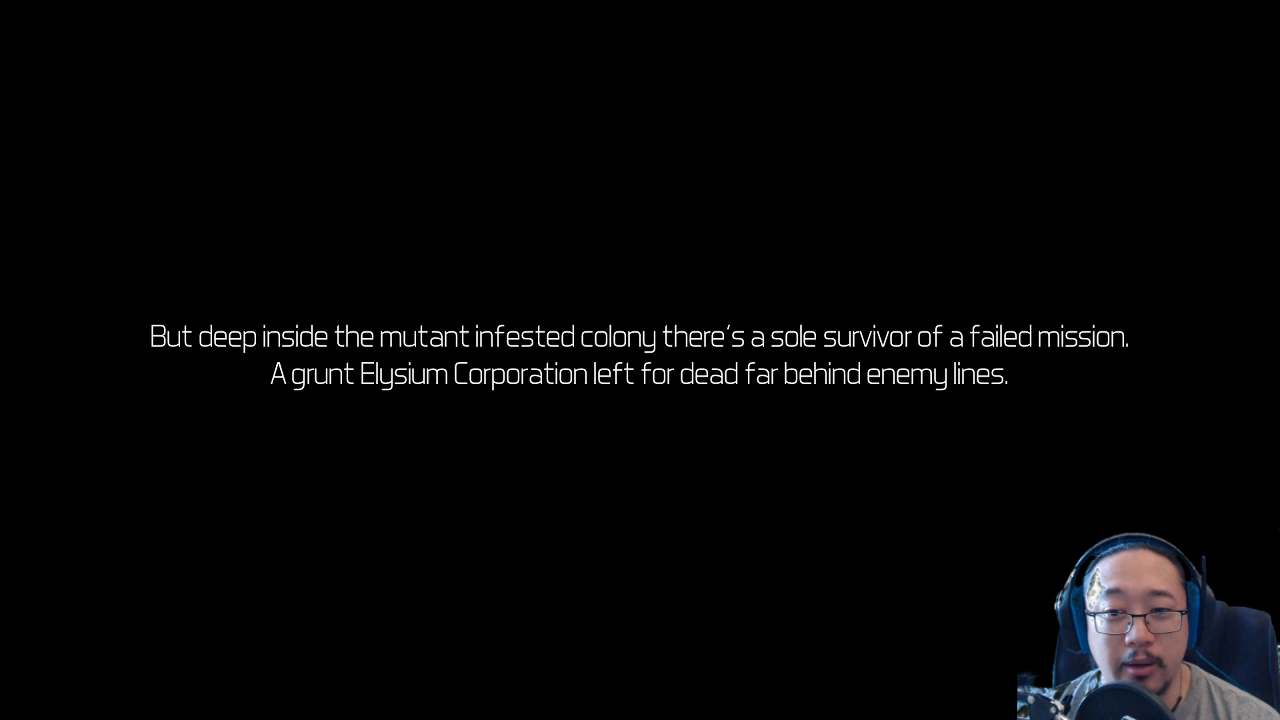 But deep inside the mutant infested colony there's a sole survivor of a failed mission.
A grunt Elysium Corporation left for dead far behind enemy lines.